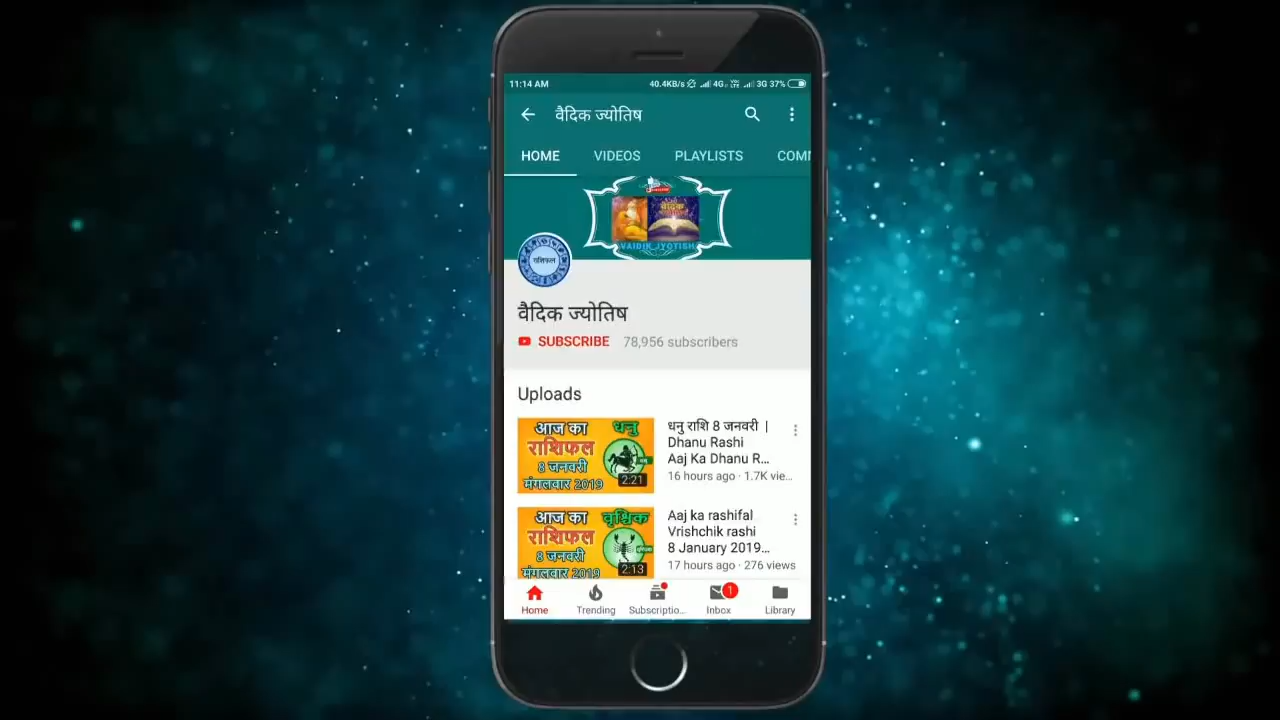 11:14 AM
40.4KB/s 4G VoLTE 3G 37%
वैदिक ज्योतिष
HOME VIDEOS PLAYLISTS COM
वैदिक
VAIDIK JYOTISH
राशिफल
वैदिक ज्योतिष
SUBSCRIBE 78,956 subscribers
Uploads
आज का धनु
राशिफल
8 जनवरी
मंगलवार 2019
2:21
धनु राशि 8 जनवरी |
Dhanu Rashi
Aaj Ka Dhanu R...
16 hours ago · 1.7K vie...
आज का वृश्चिक
राशिफल
8 जनवरी
मंगलवार 2019
2:13
Aaj ka rashifal
Vrishchik rashi
8 January 2019...
17 hours ago · 276 views
1
Home Trending Subscriptio... Inbox Library